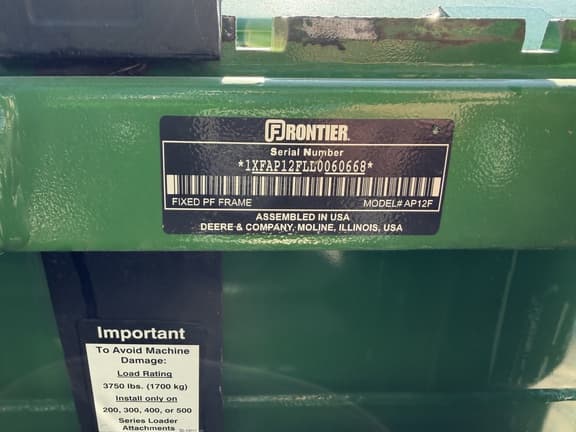 FRONTIER
Serial Number
*1XFAP12FLL0060668*
FIXED PF FRAME MODEL# AP12F
ASSEMBLED IN USA
DEERE & COMPANY, MOLINE, ILLINOIS, USA
Important
To Avoid Machine
Damage:
Load Rating
3750 lbs. (1700 kg)
Install only on
200, 300, 400, or 500
Series Loader
Attachments